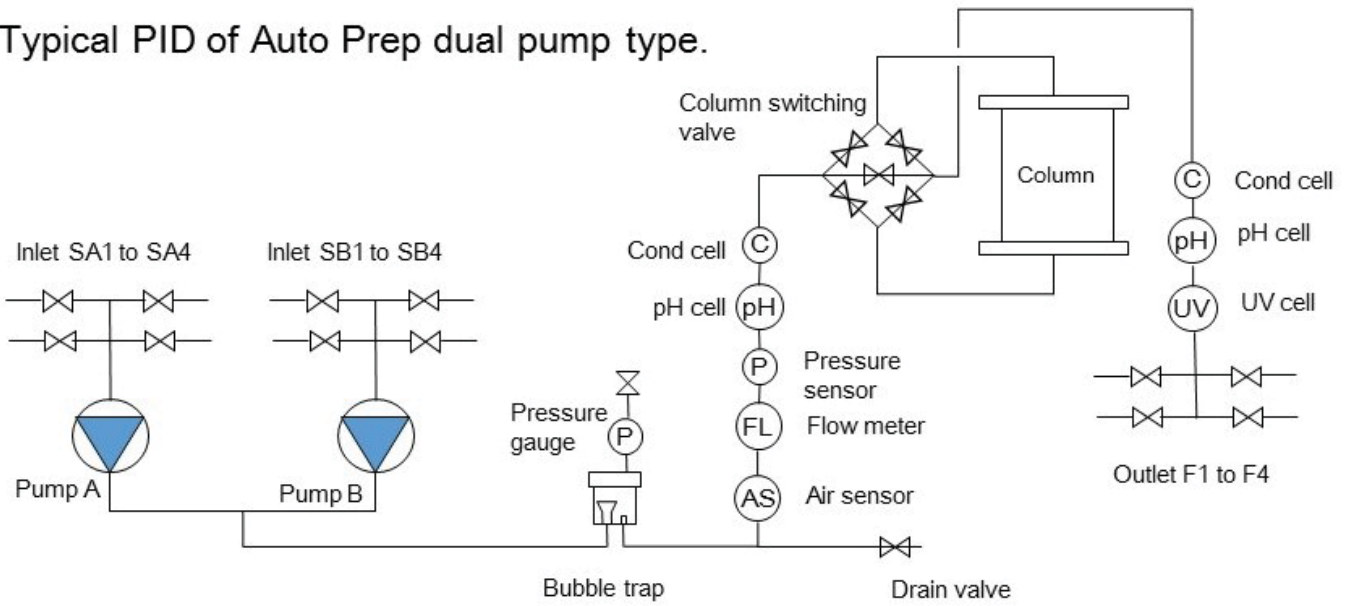 Typical PID of Auto Prep dual pump type.
Column switching
valve
Column
C
Cond cell
pH
pH cell
UV
UV cell
Outlet F1 to F4
Inlet SA1 to SA4
Inlet SB1 to SB4
Cond cell
C
pH cell
pH
P
Pressure
sensor
FL
Flow meter
AS
Air sensor
Pressure
gauge
P
Pump A
Pump B
Bubble trap
Drain valve